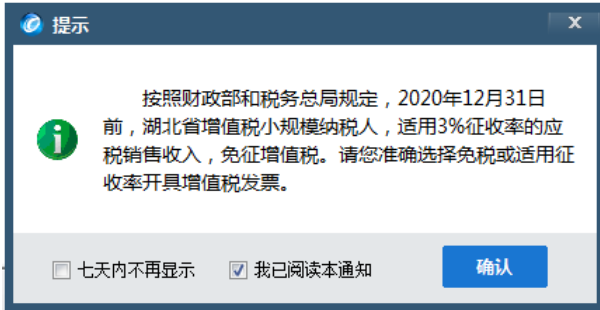 提示
按照财政部和税务总局规定，2020年12月31日
前，湖北省增值税小规模纳税人，适用3%征收率的应
税销售收入，免征增值税。请您准确选择免税或适用征
收率开具增值税发票。
七天内不再显示 我已阅读本通知 确认